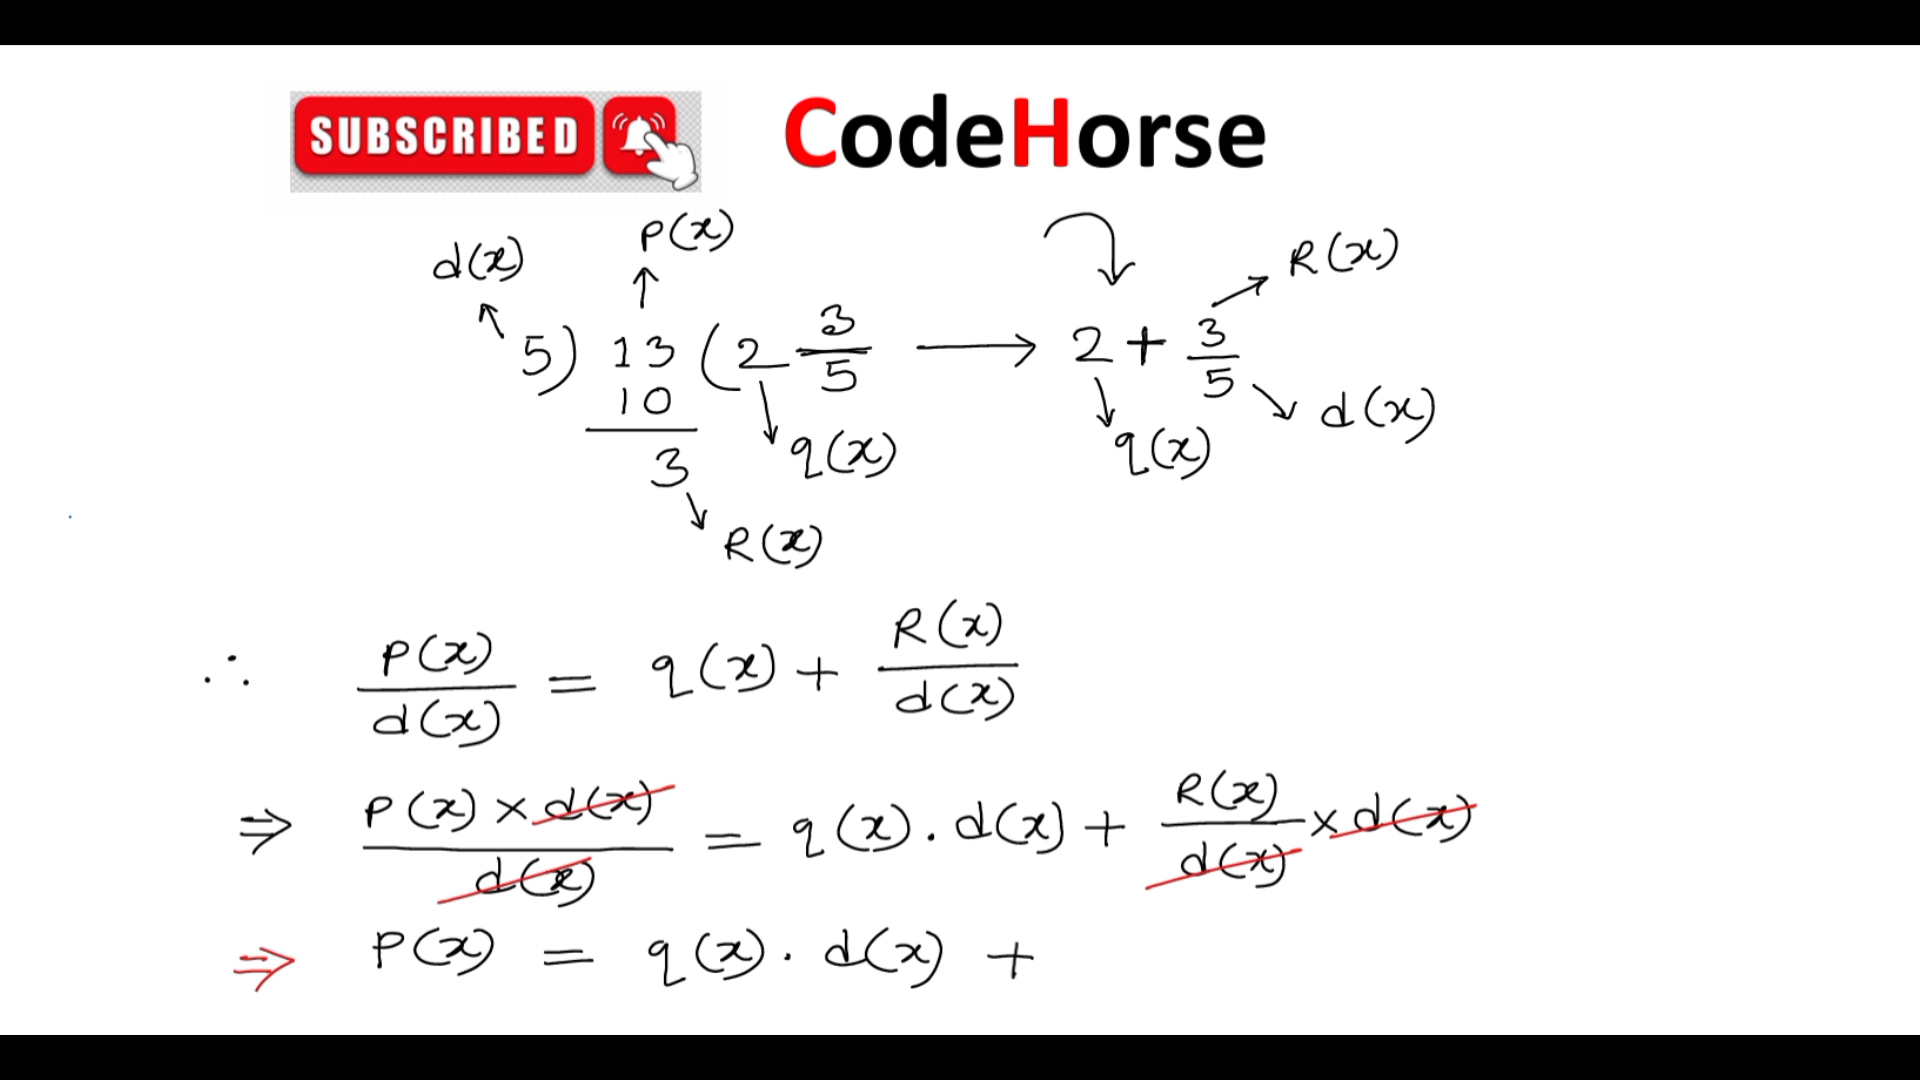 SUBSCRIBED CodeHorse
d(x) P(x) R(x)
5) 13 (2 3/5 → 2 + 3/5
10 d(x)
3 q(x) q(x)
R(x)
∴ P(x)/d(x) = q(x) + R(x)/d(x)
⇒ P(x) × d(x)/d(x) = q(x) . d(x) + R(x)/d(x) × d(x)
⇒ P(x) = q(x) . d(x) +